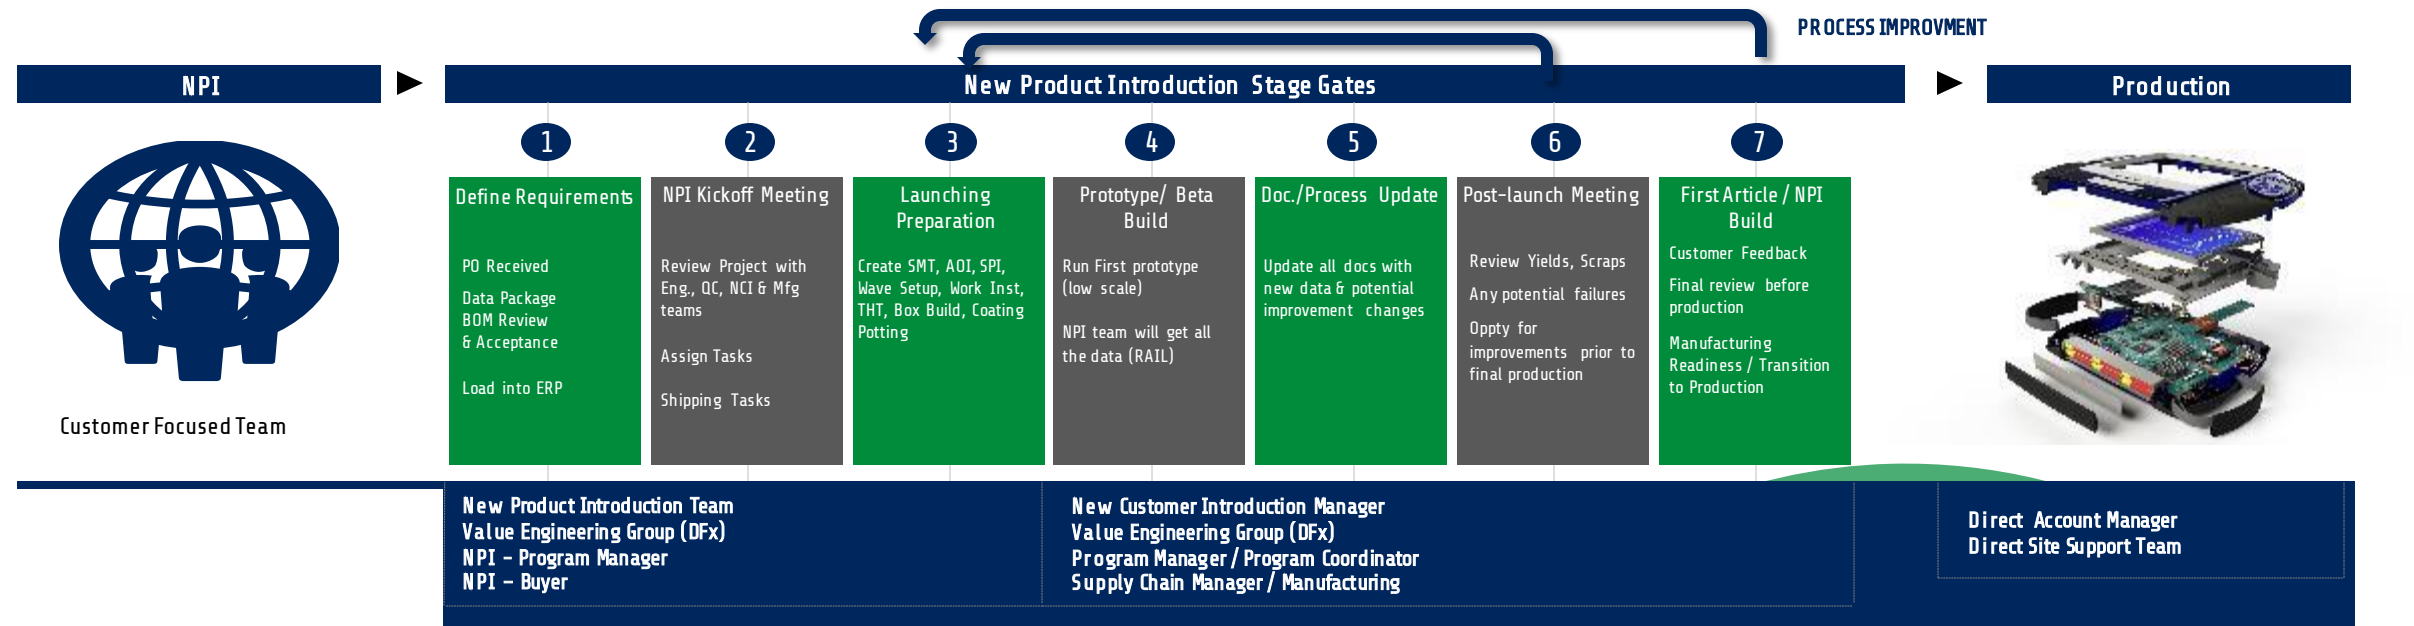 PROCESS IMPROVMENT
NPI
New Product Introduction Stage Gates
Production
1
2
3
4
5
6
7
Customer Focused Team
Define Requirements
PO Received
Data Package
BOM Review
& Acceptance
Load into ERP
NPI Kickoff Meeting
Review Project with
Eng., QC, NCI & Mfg
teams
Assign Tasks
Shipping Tasks
Launching
Preparation
Create SMT, AOI, SPI,
Wave Setup, Work Inst,
THT, Box Build, Coating
Potting
Prototype/ Beta
Build
Run First prototype
(low scale)
NPI team will get all
the data (RAIL)
Doc./Process Update
Update all docs with
new data & potential
improvement changes
Post-launch Meeting
Review Yields, Scraps
Any potential failures
Oppty for
improvements prior to
final production
First Article / NPI
Build
Customer Feedback
Final review before
production
Manufacturing
Readiness / Transition
to Production
New Product Introduction Team
Value Engineering Group (DFx)
NPI – Program Manager
NPI – Buyer
New Customer Introduction Manager
Value Engineering Group (DFx)
Program Manager / Program Coordinator
Supply Chain Manager / Manufacturing
Direct Account Manager
Direct Site Support Team